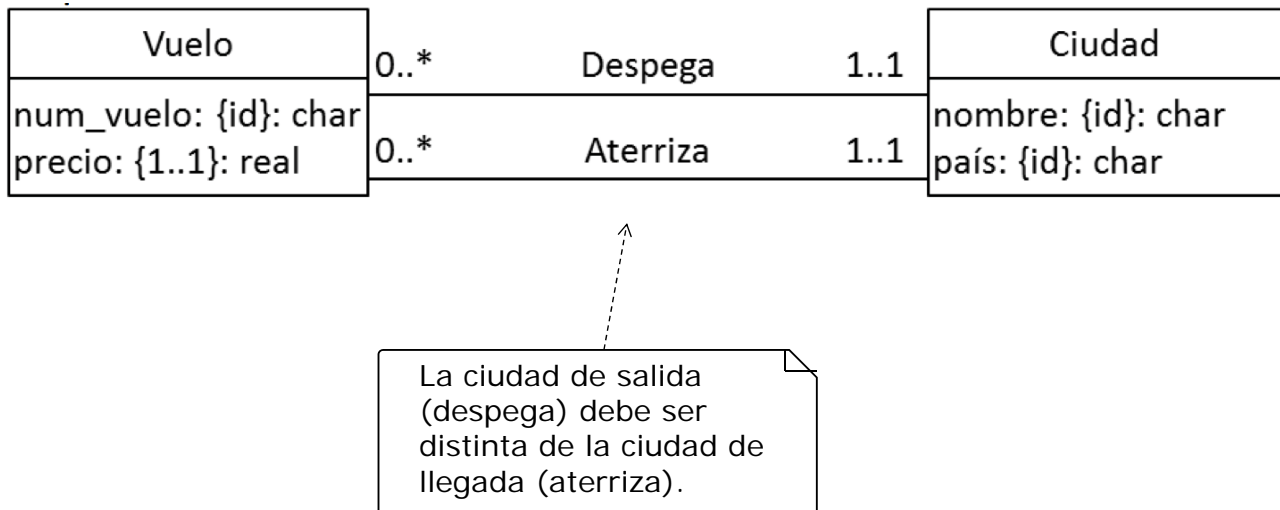 Vuelo
num_vuelo: {id}: char
precio: {1..1}: real
0..* Despega 1..1
0..* Aterriza 1..1
Ciudad
nombre: {id}: char
país: {id}: char
La ciudad de salida
(despega) debe ser
distinta de la ciudad de
llegada (aterriza).